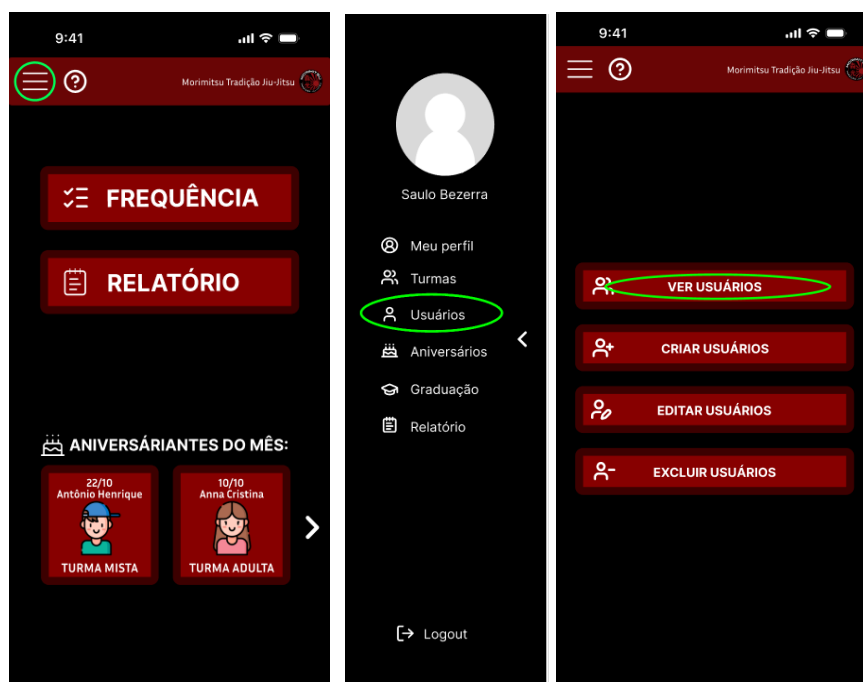 9:41
Morimitsu Tradição Jiu-Jitsu
FREQUÊNCIA
RELATÓRIO
ANIVERSÁRIANTES DO MÊS:
22/10
Antônio Henrique
TURMA MISTA
10/10
Anna Cristina
TURMA ADULTA
Saulo Bezerra
Meu perfil
Turmas
Usuários
Aniversários
Graduação
Relatório
Logout
9:41
Morimitsu Tradição Jiu-Jitsu
VER USUÁRIOS
CRIAR USUÁRIOS
EDITAR USUÁRIOS
EXCLUIR USUÁRIOS